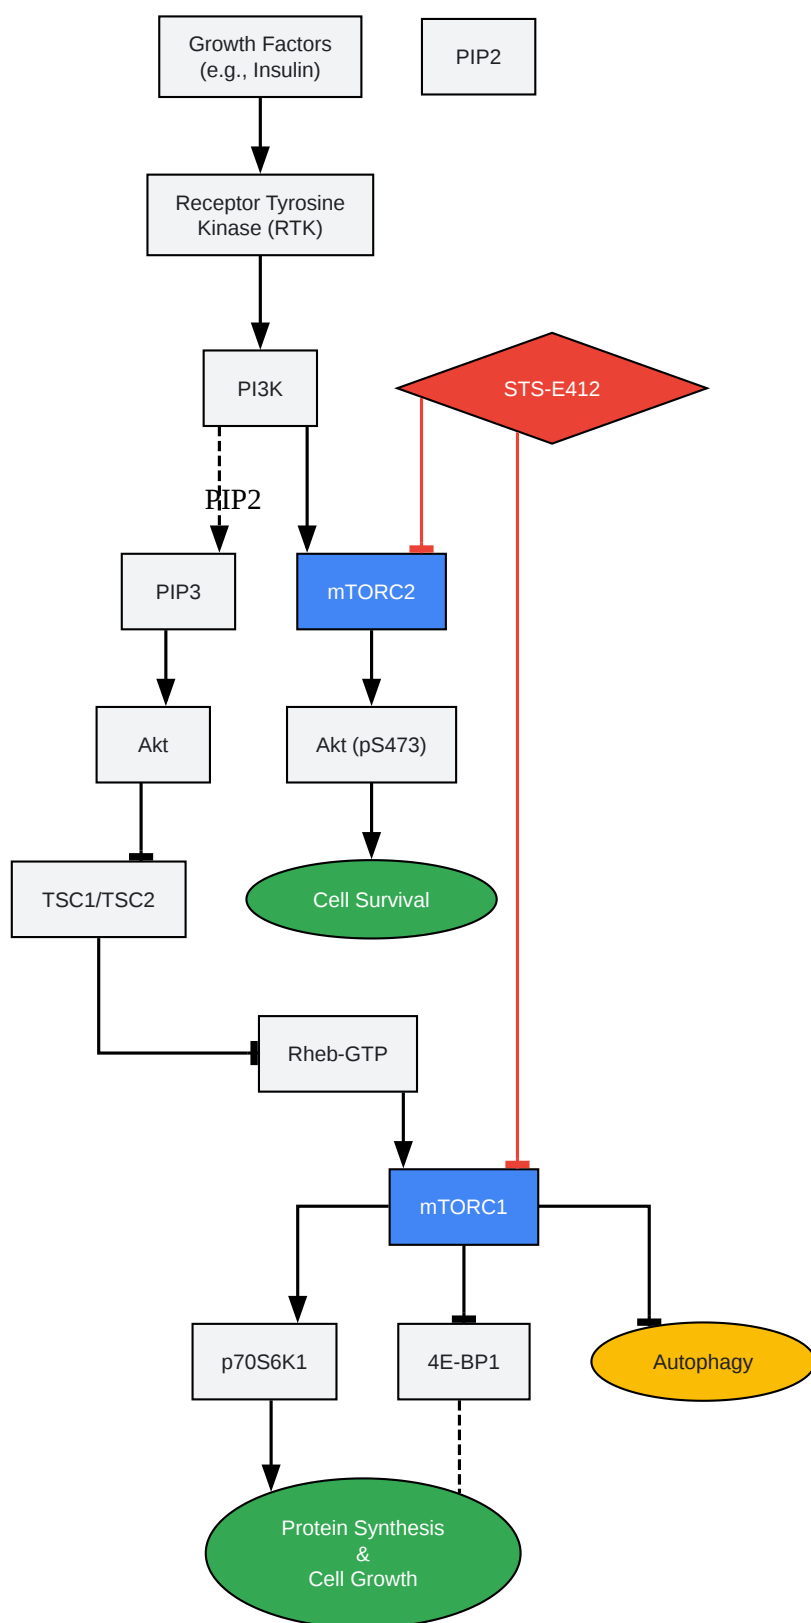 Growth Factors
(e.g., Insulin)
PIP2
Receptor Tyrosine
Kinase (RTK)
PI3K
STS-E412
PIP2
PIP3
mTORC2
Akt
Akt (pS473)
TSC1/TSC2
Cell Survival
Rheb-GTP
mTORC1
p70S6K1
4E-BP1
Autophagy
Protein Synthesis
&
Cell Growth